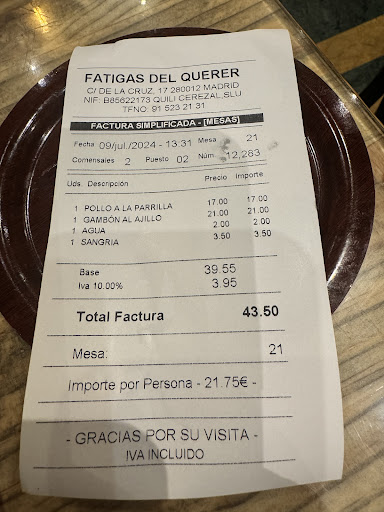 FATIGAS DEL QUERER
C/ DE LA CRUZ, 17 280012 MADRID
NIF: B85622173 QUILI CEREZAL,SLU
TFNO: 91 523 21 31
FACTURA SIMPLIFICADA - [MESAS]
Fecha 09/jul./2024 - 13:31 Mesa 21
Comensales 2 Puesto 02 Núm. 12,283
Uds. Descripción Precio Importe
1 POLLO A LA PARRILLA 17.00 17.00
1 GAMBÓN AL AJILLO 21.00 21.00
1 AGUA 2.00 2.00
1 SANGRIA 3.50 3.50
Base 39.55
Iva 10.00% 3.95
Total Factura 43.50
Mesa: 21
Importe por Persona - 21.75€ -
- GRACIAS POR SU VISITA -
IVA INCLUIDO